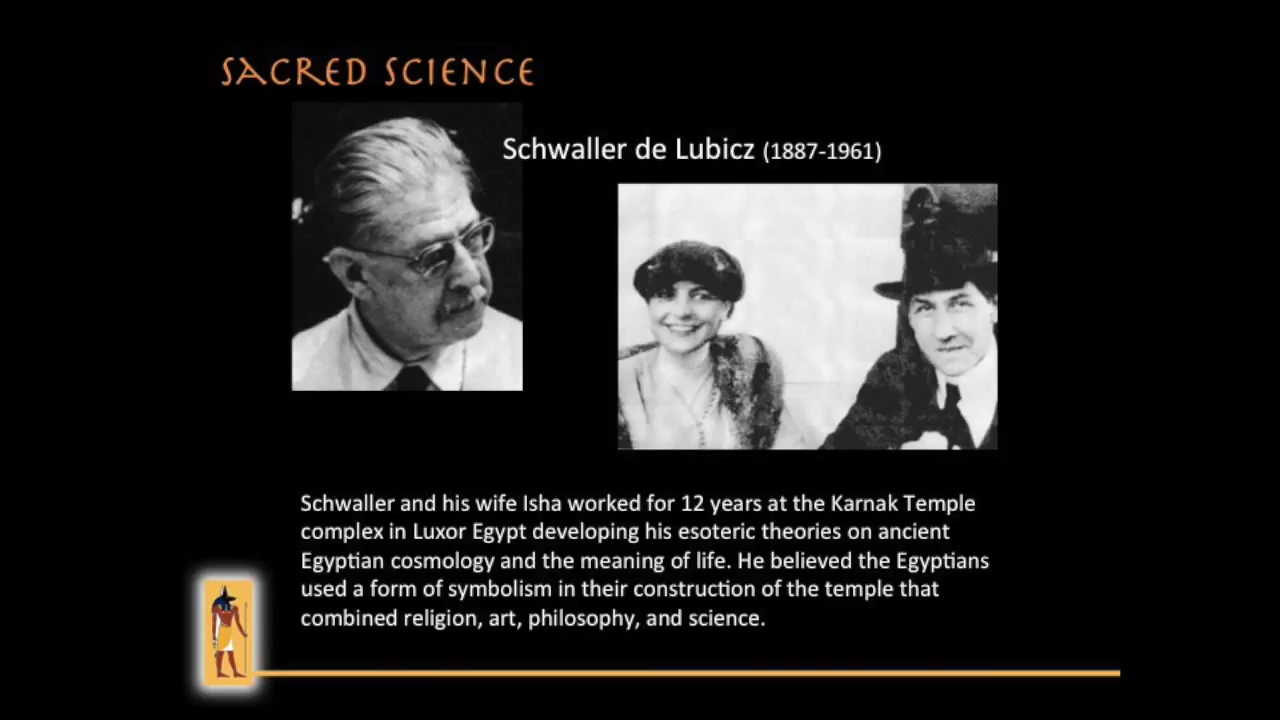 SACRED SCIENCE
Schwaller de Lubicz (1887-1961)
Schwaller and his wife Isha worked for 12 years at the Karnak Temple
complex in Luxor Egypt developing his esoteric theories on ancient
Egyptian cosmology and the meaning of life. He believed the Egyptians
used a form of symbolism in their construction of the temple that
combined religion, art, philosophy, and science.